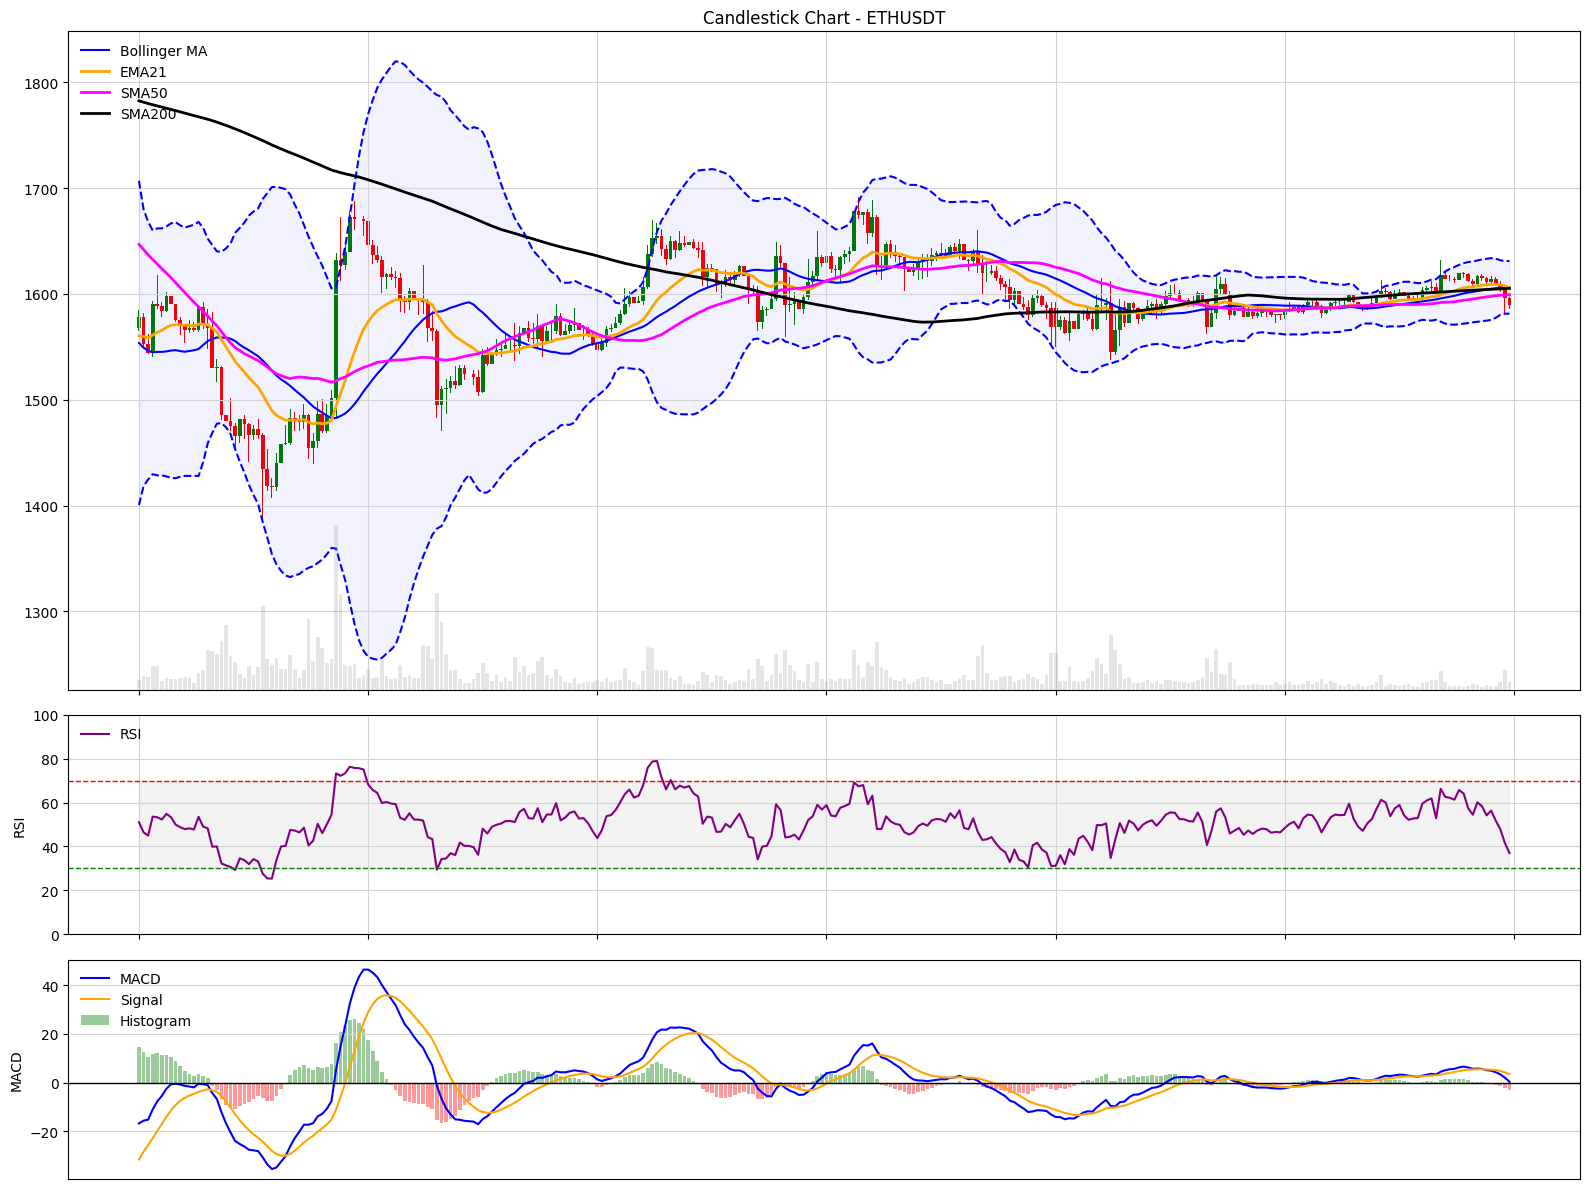 Candlestick Chart - ETHUSDT
Bollinger MA
EMA21
SMA50
SMA200
1800
1700
1600
1500
1400
1300
RSI
100
80
60
40
20
0
RSI
MACD
Signal
Histogram
40
20
0
−20
MACD